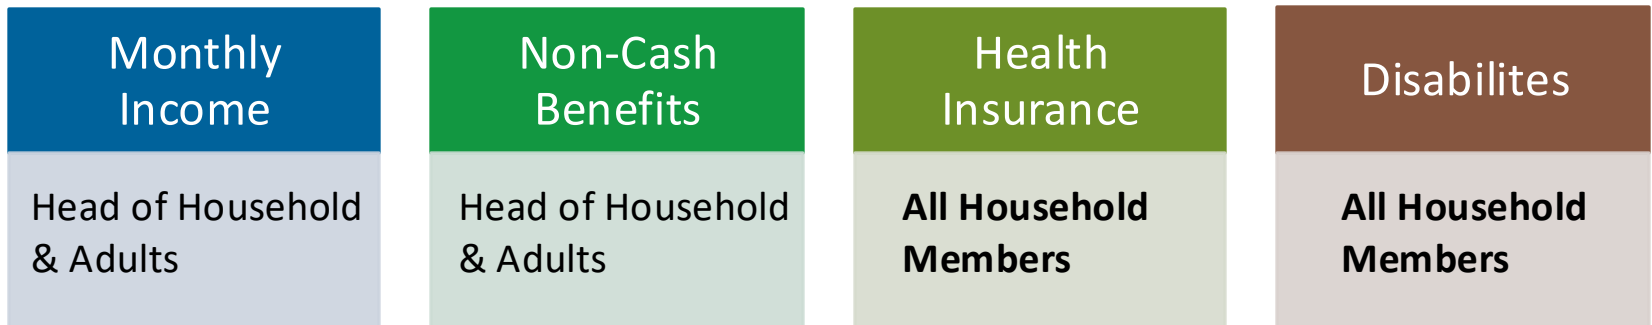 Monthly
Income
Head of Household
& Adults
Non-Cash
Benefits
Head of Household
& Adults
Health
Insurance
All Household
Members
Disabilites
All Household
Members